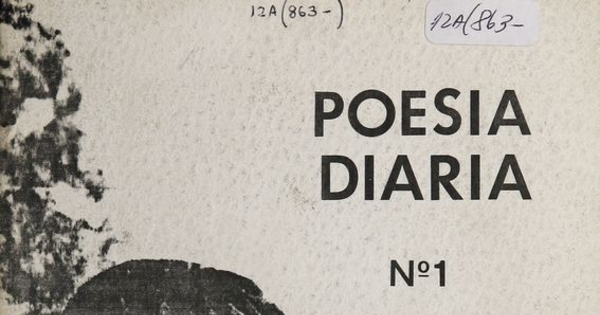 12A(863-)
12A(863-
POESIA
DIARIA
Nº1